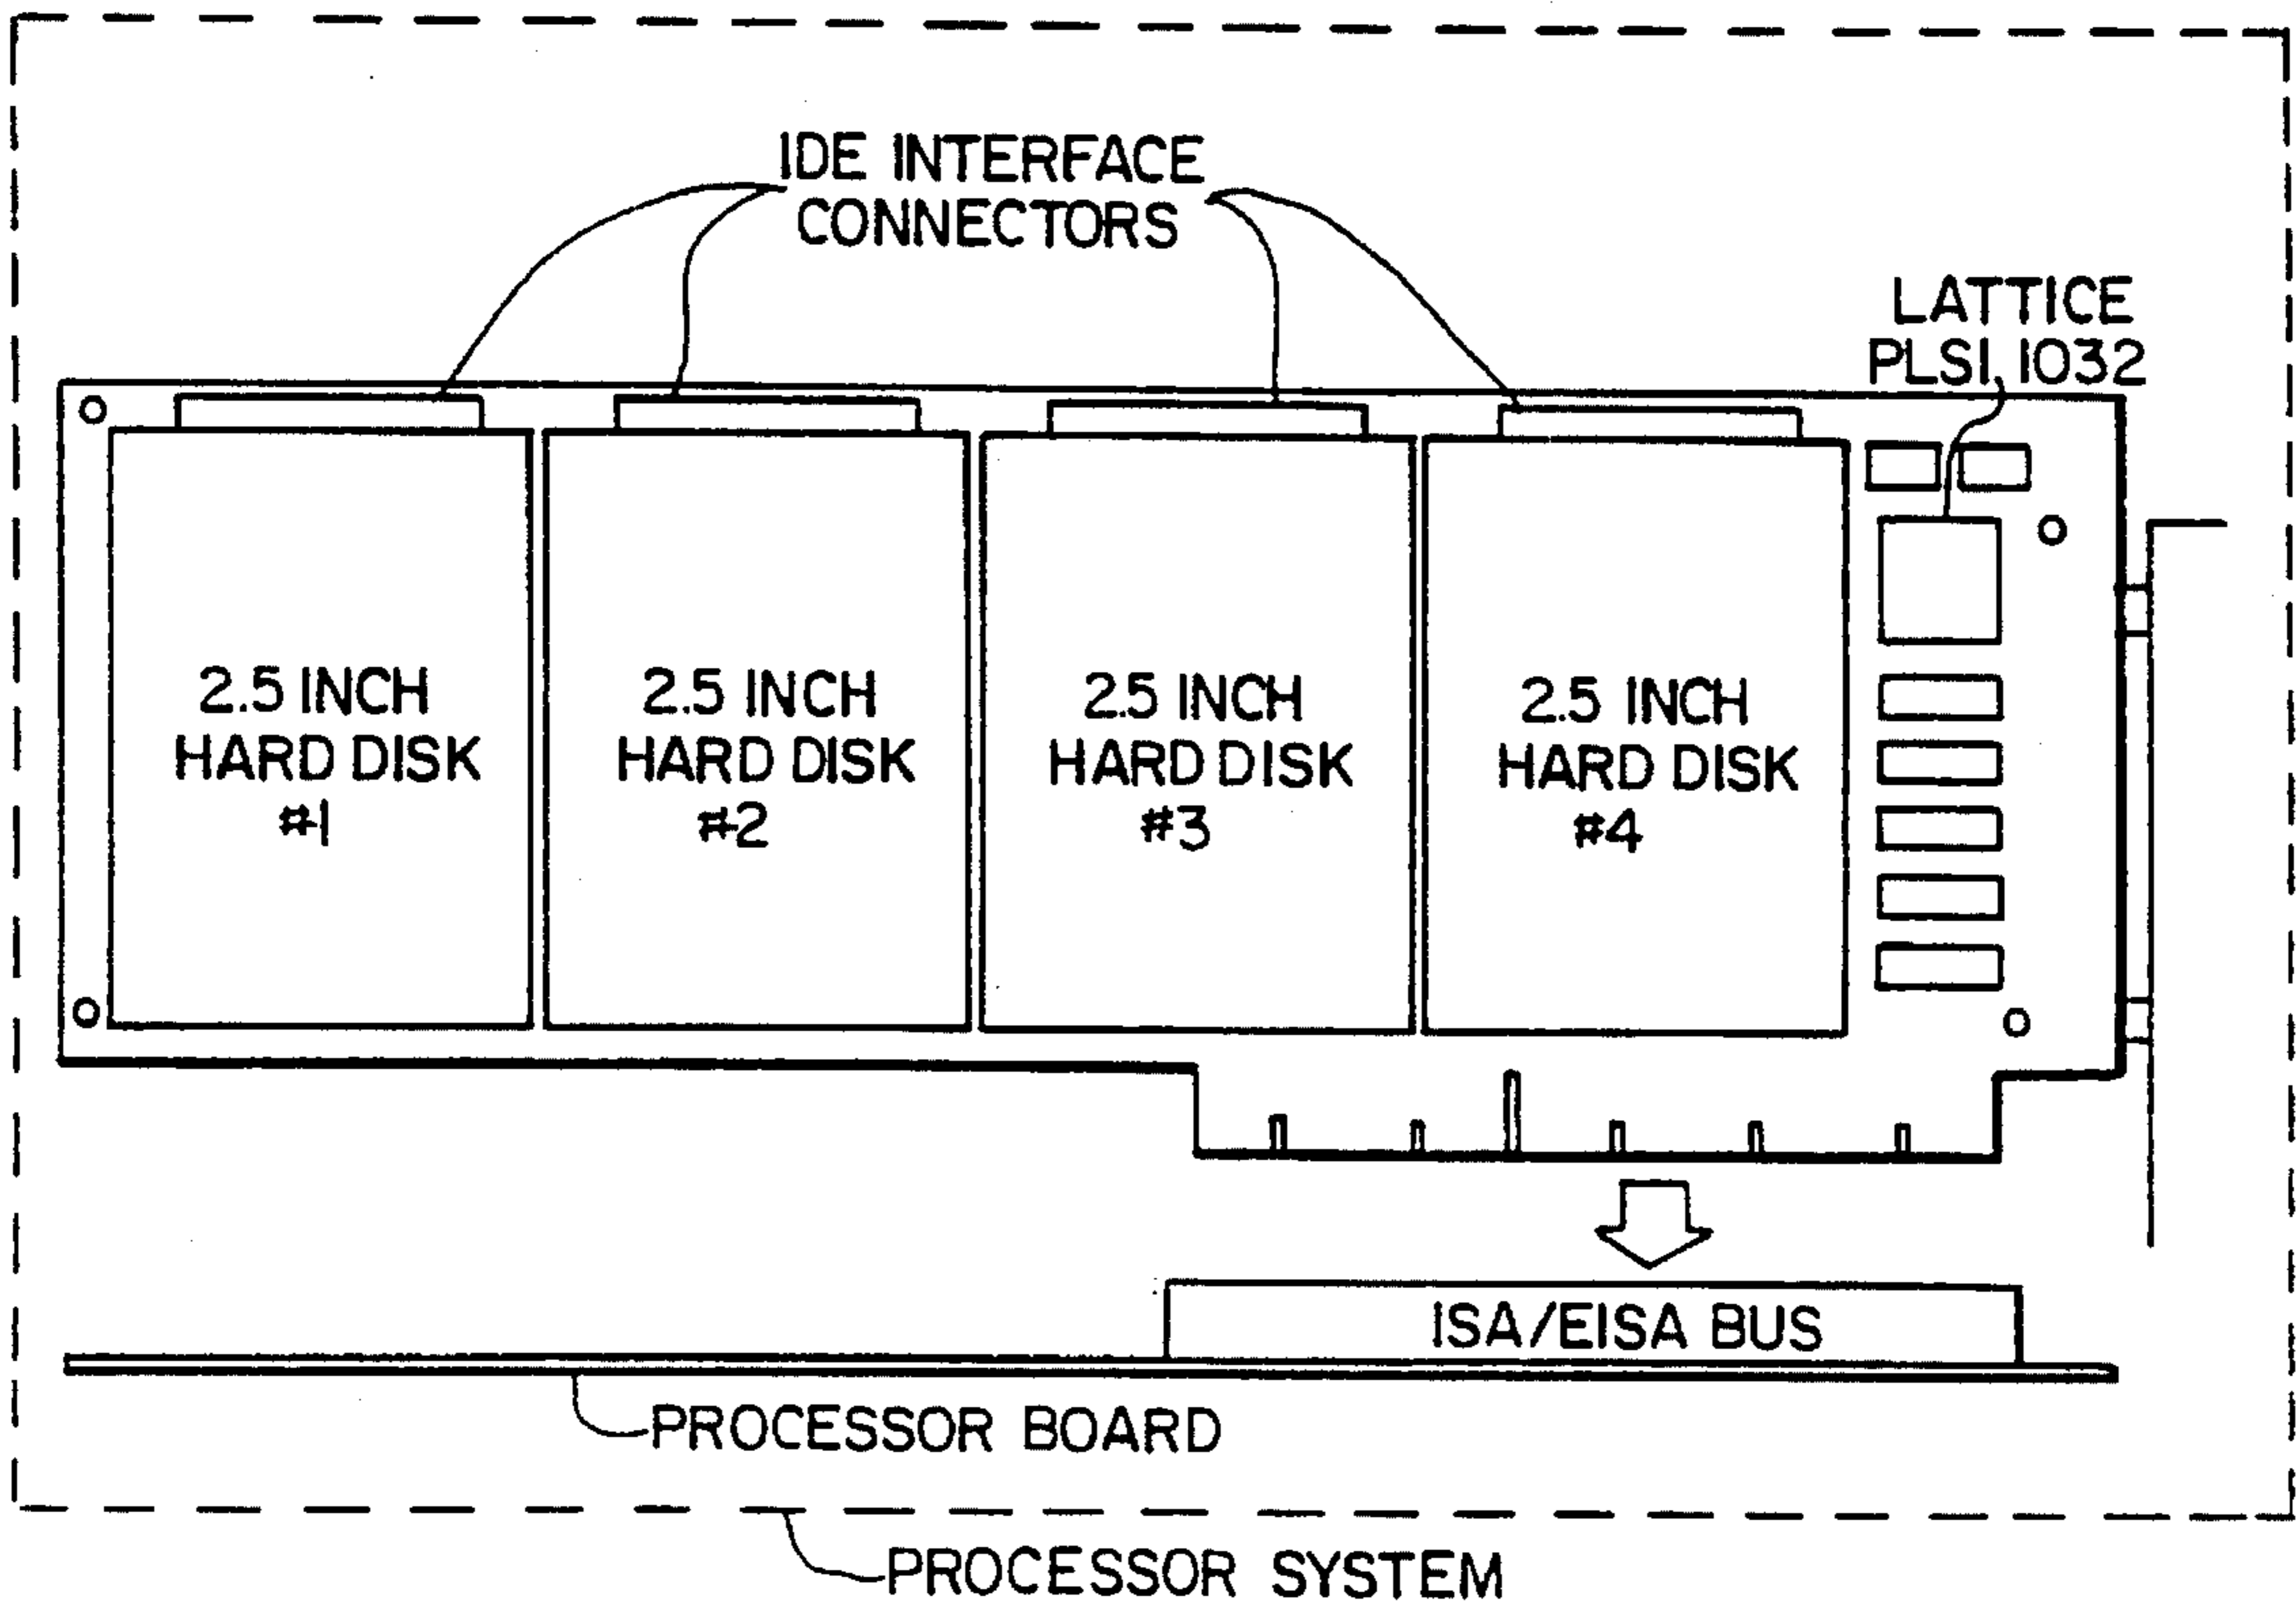 IDE INTERFACE
CONNECTORS
LATTICE
PLSI 1032
2.5 INCH
HARD DISK
#1
2.5 INCH
HARD DISK
#2
2.5 INCH
HARD DISK
#3
2.5 INCH
HARD DISK
#4
ISA/EISA BUS
PROCESSOR BOARD
PROCESSOR SYSTEM